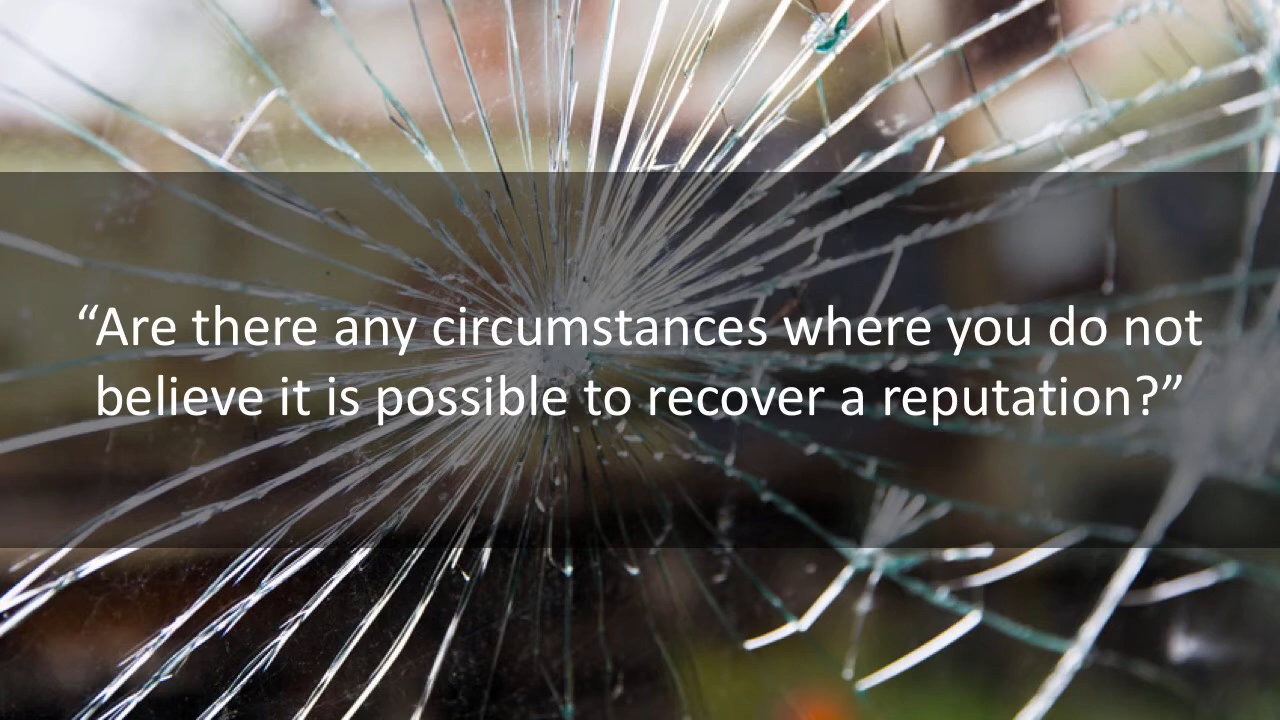 “Are there any circumstances where you do not
believe it is possible to recover a reputation?”